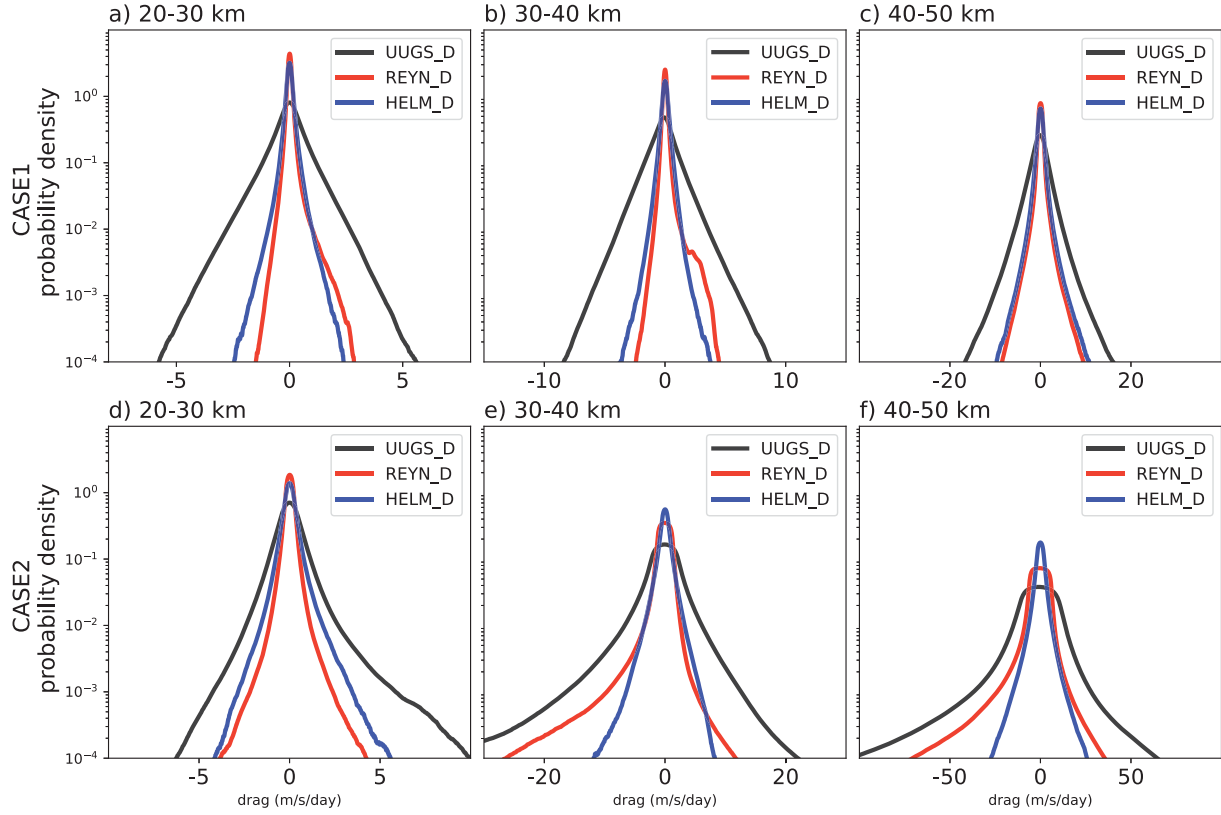 a) 20-30 km
b) 30-40 km
c) 40-50 km
CASE1
probability density
10⁰
10⁻¹
10⁻²
10⁻³
10⁻⁴
UUGS_D
REYN_D
HELM_D
-5
0
5
UUGS_D
REYN_D
HELM_D
-10
0
10
UUGS_D
REYN_D
HELM_D
-20
0
20
d) 20-30 km
e) 30-40 km
f) 40-50 km
CASE2
probability density
10⁰
10⁻¹
10⁻²
10⁻³
10⁻⁴
UUGS_D
REYN_D
HELM_D
-5
0
5
drag (m/s/day)
UUGS_D
REYN_D
HELM_D
-20
0
20
drag (m/s/day)
UUGS_D
REYN_D
HELM_D
-50
0
50
drag (m/s/day)